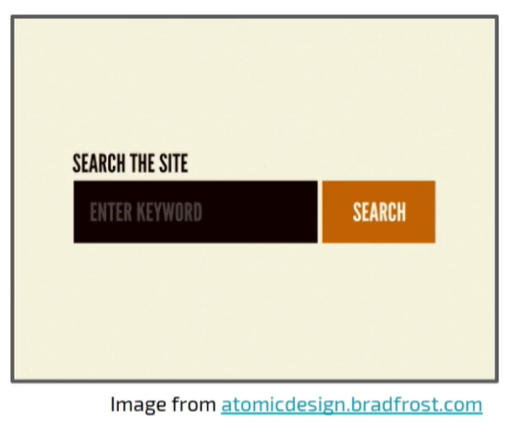 SEARCH THE SITE
ENTER KEYWORD SEARCH
Image from atomicdesign.bradfrost.com